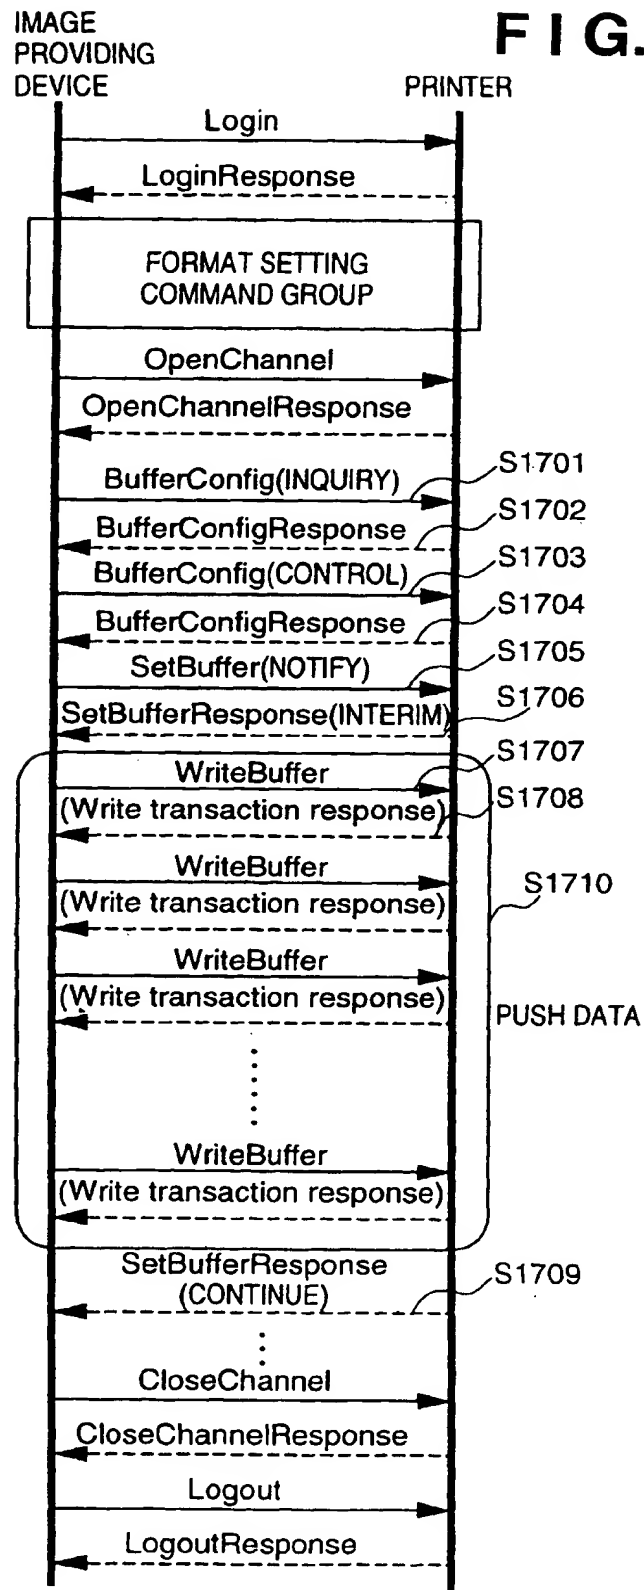 IMAGE
PROVIDING
DEVICE
FIG.
PRINTER
Login
LoginResponse
FORMAT SETTING
COMMAND GROUP
OpenChannel
OpenChannelResponse
BufferConfig(INQUIRY)
S1701
BufferConfigResponse
S1702
BufferConfig(CONTROL)
S1703
BufferConfigResponse
S1704
SetBuffer(NOTIFY)
S1705
SetBufferResponse(INTERIM)
S1706
WriteBuffer
S1707
(Write transaction response)
S1708
WriteBuffer
(Write transaction response)
S1710
WriteBuffer
(Write transaction response)
PUSH DATA
WriteBuffer
(Write transaction response)
SetBufferResponse
(CONTINUE)
S1709
CloseChannel
CloseChannelResponse
Logout
LogoutResponse